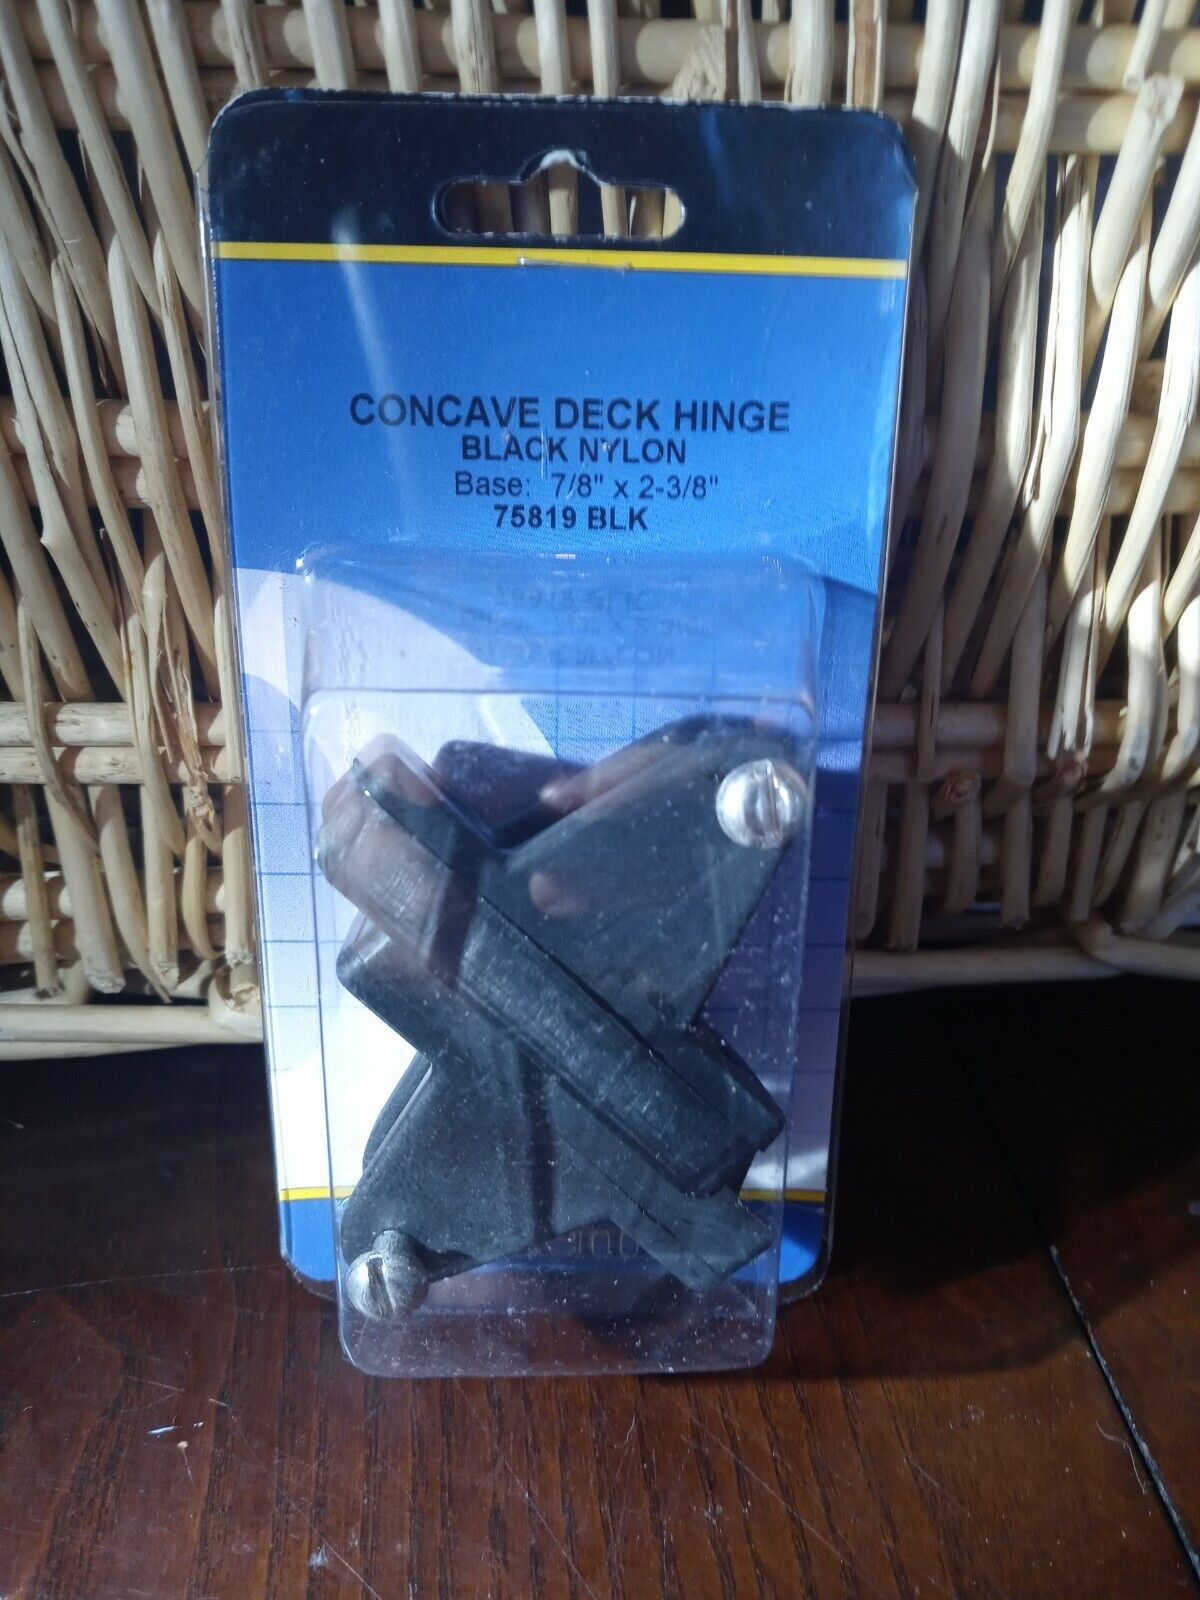 CONCAVE DECK HINGE
BLACK NYLON
Base: 7/8" x 2-3/8"
75819 BLK